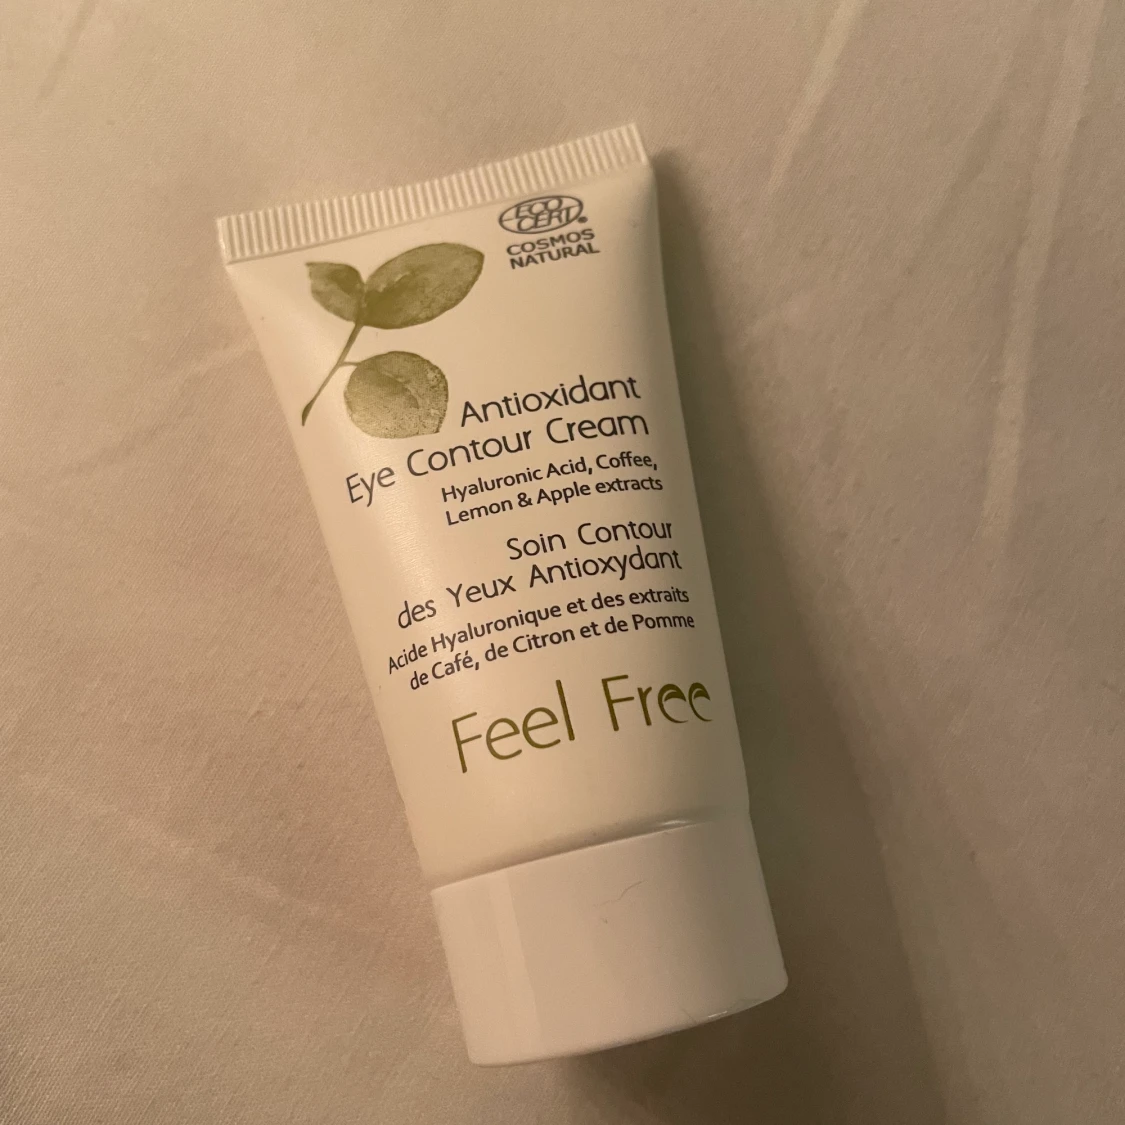 ECO
CERT®
COSMOS
NATURAL
Antioxidant
Eye Contour Cream
Hyaluronic Acid, Coffee,
Lemon & Apple extracts
Soin Contour
des Yeux Antioxydant
Acide Hyaluronique et des extraits
de Café, de Citron et de Pomme
Feel Free